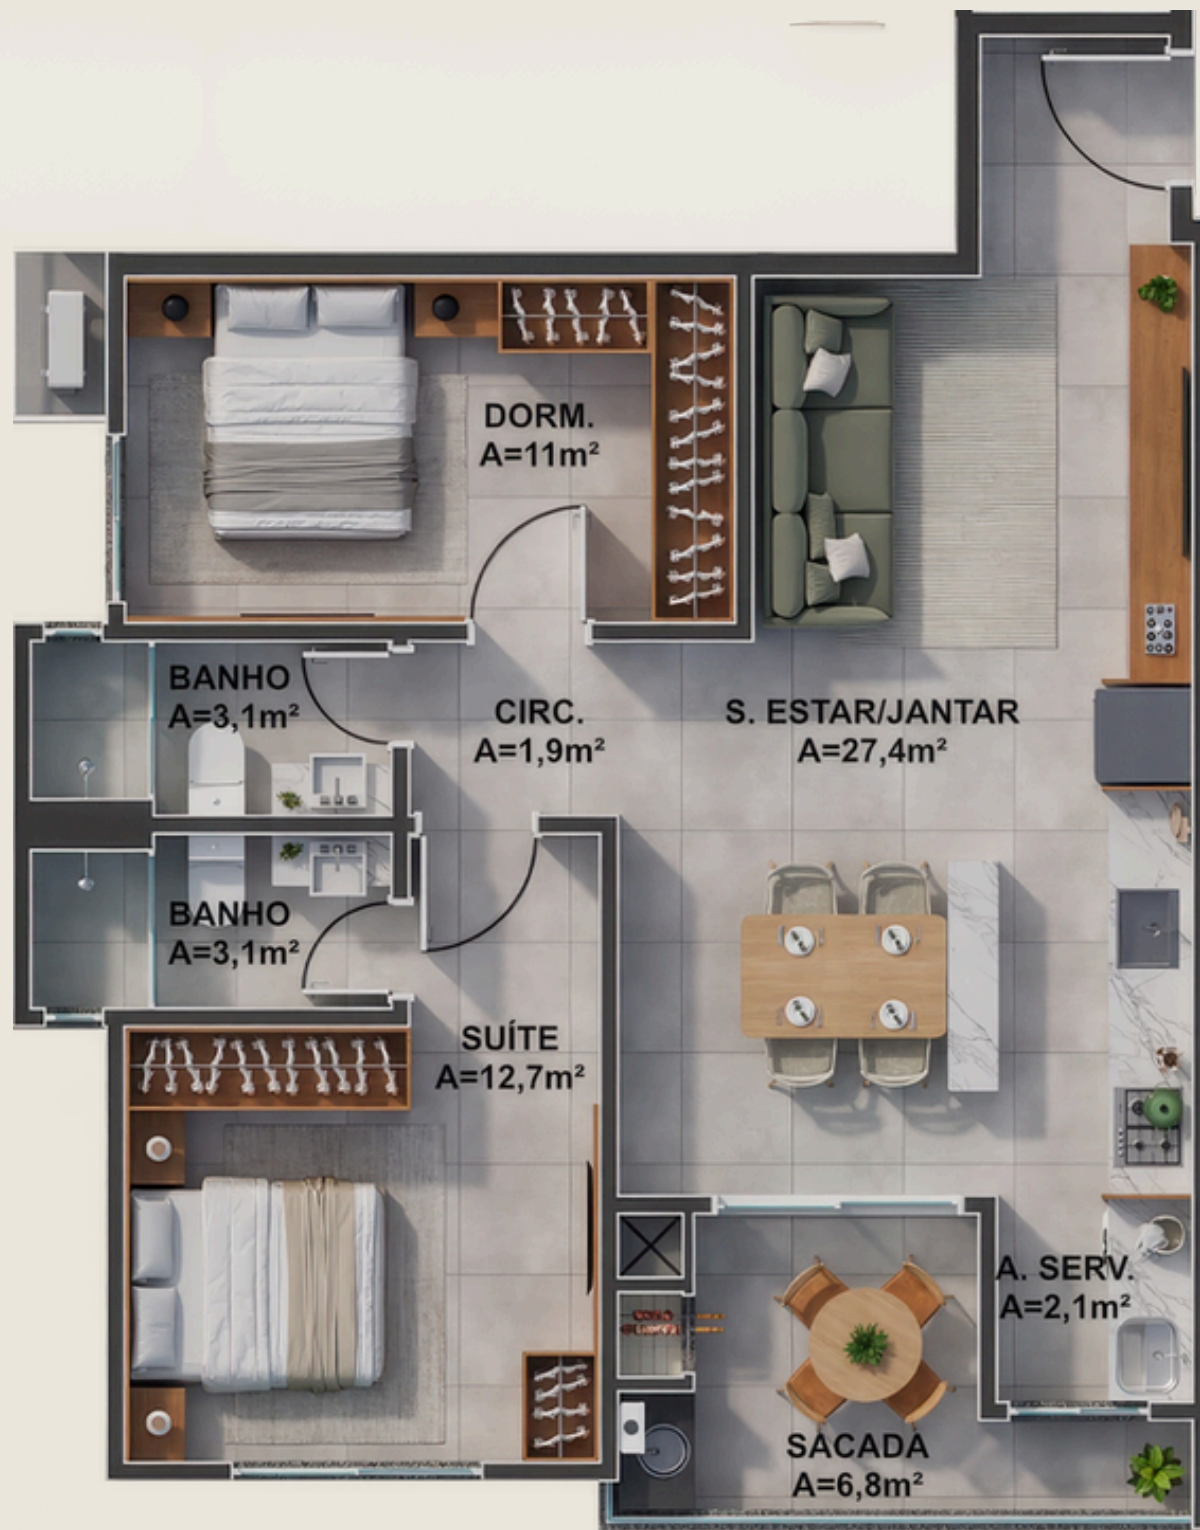 DORM.
A=11m²
BANHO
A=3,1m²
CIRC.
A=1,9m²
S. ESTAR/JANTAR
A=27,4m²
BANHO
A=3,1m²
SUÍTE
A=12,7m²
A. SERV.
A=2,1m²
SACADA
A=6,8m²